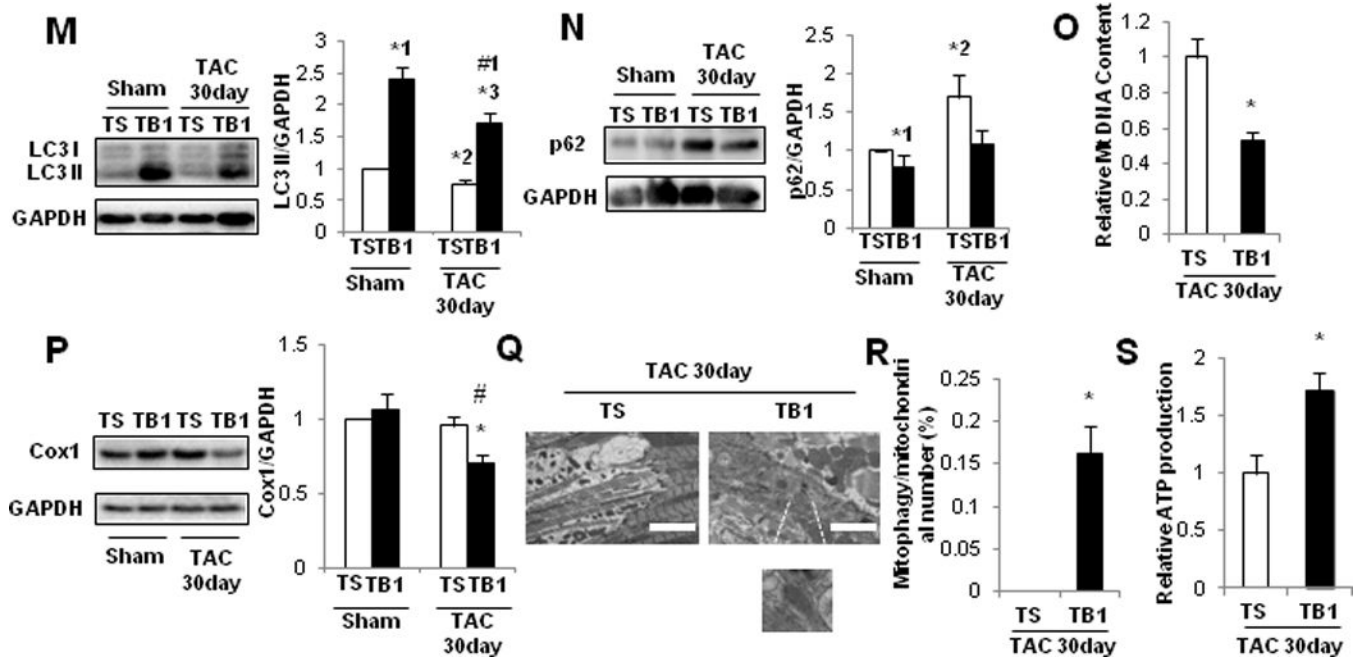 M
Sham
TAC
30day
TS TB1 TS TB1
LC3 I
LC3 II
GAPDH
LC3 II/GAPDH
3
2.5
2
1.5
1
0.5
0
*1
#1
*3
*2
TSTB1 TSTB1
Sham
TAC
30day
N
Sham
TAC
30day
TS TB1 TS TB1
p62
GAPDH
p62/GAPDH
2.5
2
1.5
1
0.5
0
*2
*1
TSTB1 TSTB1
Sham
TAC
30day
O
Relative Mt DNA Content
1.2
1
0.8
0.6
0.4
0.2
0
*
TS TB1
TAC 30day
P
TS TB1 TS TB1
Cox1
GAPDH
Sham
TAC
30day
Cox1/GAPDH
1.5
1
0.5
0
#
*
TS TB1 TS TB1
Sham
TAC
30day
Q
TAC 30day
TS TB1
R
Mitophagy/mitochondri
al number (%)
0.25
0.2
0.15
0.1
0.05
0
*
TS TB1
TAC 30day
S
Relative ATP production
2
1.5
1
0.5
0
*
TS TB1
TAC 30day